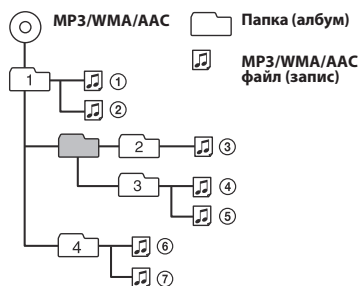 MP3/WMA/AAC
Папка (албум)
MP3/WMA/AAC
файл (запис)
1
①
②
2
③
3
④
⑤
4
⑥
⑦